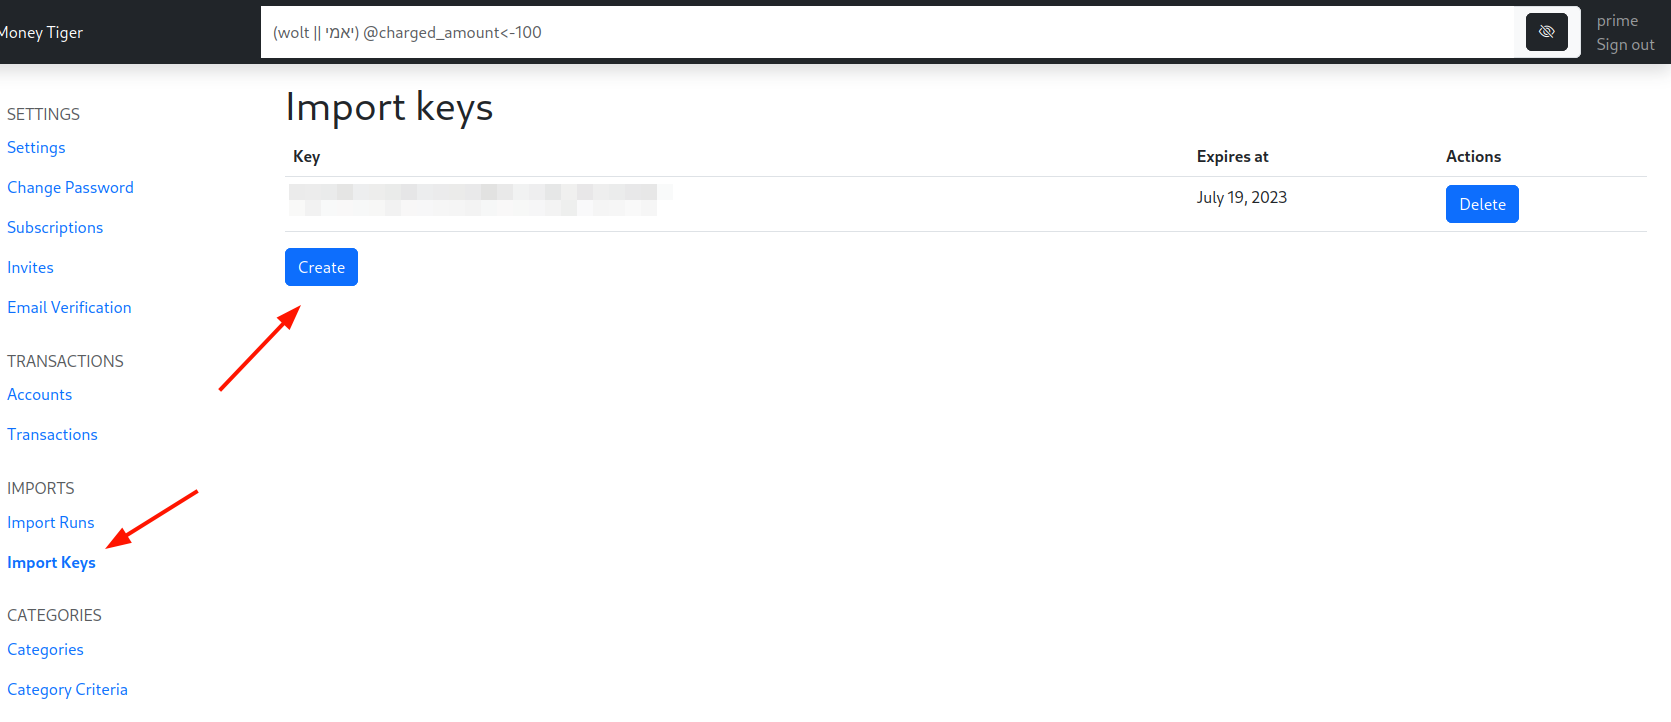 Money Tiger
(wolt || יאמי) @charged_amount<-100
prime
Sign out
SETTINGS
Settings
Change Password
Subscriptions
Invites
Email Verification
TRANSACTIONS
Accounts
Transactions
IMPORTS
Import Runs
Import Keys
CATEGORIES
Categories
Category Criteria
Import keys
Key Expires at Actions
July 19, 2023 Delete
Create